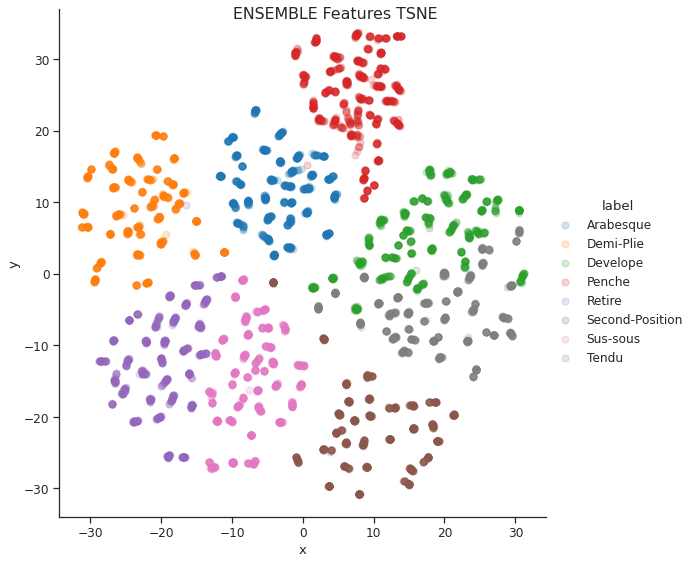 ENSEMBLE Features TSNE
30
20
10
0
−10
−20
−30
y
−30 −20 −10 0 10 20 30
x
label
Arabesque
Demi-Plie
Develope
Penche
Retire
Second-Position
Sus-sous
Tendu